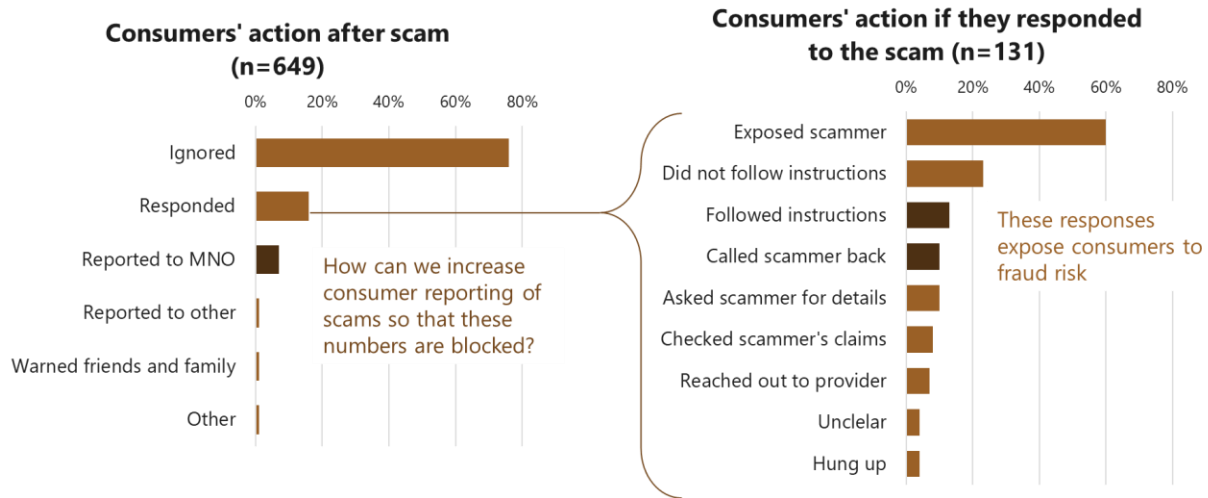 Consumers' action after scam
(n=649)
0%
20%
40%
60%
80%
Ignored
Responded
Reported to MNO
Reported to other
Warned friends and family
Other
How can we increase
consumer reporting of
scams so that these
numbers are blocked?
Consumers' action if they responded
to the scam (n=131)
0%
20%
40%
60%
80%
Exposed scammer
Did not follow instructions
Followed instructions
Called scammer back
Asked scammer for details
Checked scammer's claims
Reached out to provider
Unclelar
Hung up
These responses
expose consumers to
fraud risk